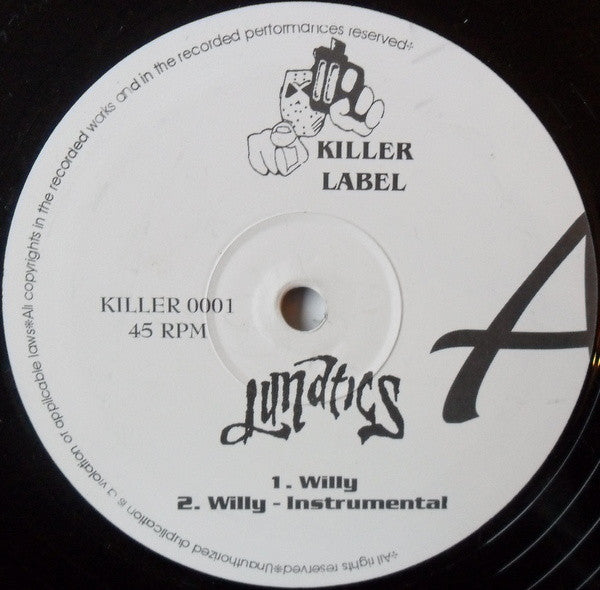 KILLER
LABEL
KILLER 0001
45 RPM
A
Lunatics
1. Willy
2. Willy - Instrumental
÷All rights reserved※Unauthorized duplication is a violation or applicable laws※All copyrights in the recorded works and in the recorded performances reserved÷